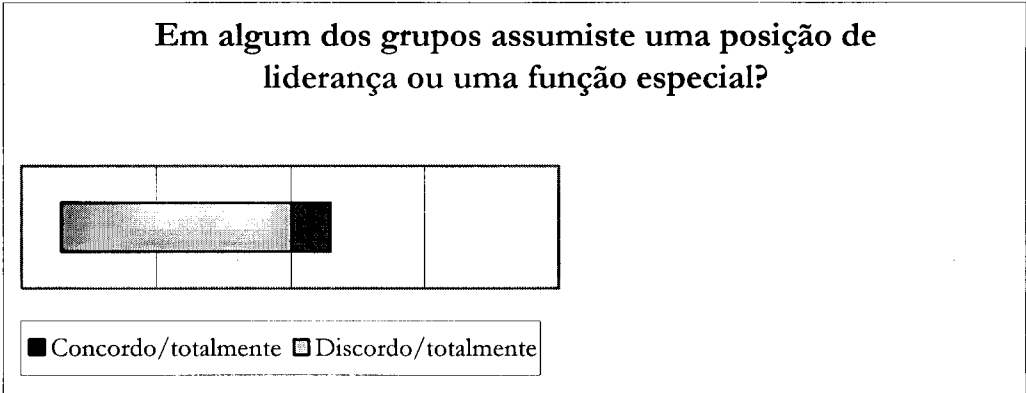 Em algum dos grupos assumiste uma posição de
liderança ou uma função especial?
Concordo/totalmente Discordo/totalmente